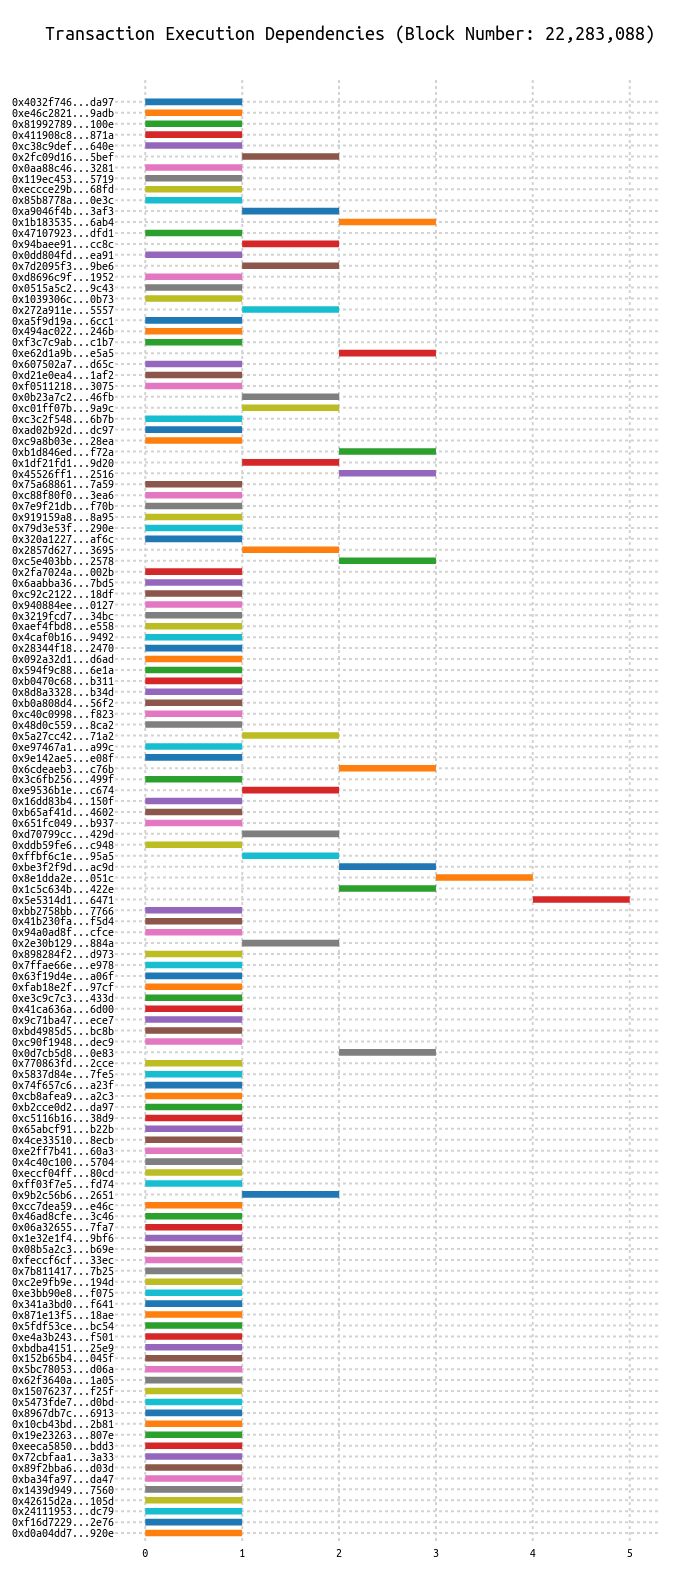 Transaction Execution Dependencies (Block Number: 22,283,088)
0x4032f746...da97
0xe46c2821...9adb
0x81992789...100e
0x411908c8...871a
0xc38c9def...640e
0x2fc09d16...5bef
0x0aa88c46...3281
0x119ec453...5719
0xeccce29b...68fd
0x85b8778a...0e3c
0xa9046f4b...3af3
0x1b183535...6ab4
0x47107923...dfd1
0x94baee91...cc8c
0x0dd804fd...ea91
0x7d2095f3...9be6
0xd8696c9f...1952
0x0515a5c2...9c43
0x1039306c...0b73
0x272a911e...5557
0xa5f9d19a...6cc1
0x494ac022...246b
0xf3c7c9ab...c1b7
0xe62d1a9b...e5a5
0x607502a7...d65c
0xd21e0ea4...1af2
0xf0511218...3075
0x0b23a7c2...46fb
0xc01ff07b...9a9c
0xc3c2f548...6b7b
0xad02b92d...dc97
0xc9a8b03e...28ea
0xb1d846ed...f72a
0x1df21fd1...9d20
0x45526ff1...2516
0x75a68861...7a59
0xc88f80f0...3ea6
0x7e9f21db...f70b
0x919159a8...8a95
0x79d3e53f...290e
0x320a1227...af6c
0x2857d627...3695
0xc5e403bb...2578
0x2fa7024a...002b
0x6aabba36...7bd5
0xc92c2122...18df
0x940884ee...0127
0x3219fcd7...34bc
0xaef4fbd8...e558
0x4caf0b16...9492
0x28344f18...2470
0x092a32d1...d6ad
0x594f9c88...6e1a
0xb0470c68...b311
0x8d8a3328...b34d
0xb0a808d4...56f2
0xc40c0998...f823
0x48d0c559...8ca2
0x5a27cc42...71a2
0xe97467a1...a99c
0x9e142ae5...e08f
0x6cdeaeb3...c76b
0x3c6fb256...499f
0xe9536b1e...c674
0x16dd83b4...150f
0xb65af41d...4602
0x651fc049...b937
0xd70799cc...429d
0xddb59fe6...c948
0xffbf6c1e...95a5
0xbe3f2f9d...ac9d
0x8e1dda2e...051c
0x1c5c634b...422e
0x5e5314d1...6471
0xbb2758bb...7766
0x41b230fa...f5d4
0x94a0ad8f...cfce
0x2e30b129...884a
0x898284f2...d973
0x7ffae66e...e978
0x63f19d4e...a06f
0xfab18e2f...97cf
0xe3c9c7c3...433d
0x41ca636a...6d00
0x9c71ba47...ece7
0xbd4985d5...bc8b
0xc90f1948...dec9
0x0d7cb5d8...0e83
0x770863fd...2cce
0x5837d84e...7fe5
0x74f657c6...a23f
0xcb8afea9...a2c3
0xb2cce0d2...da97
0xc5116b16...38d9
0x65abcf91...b22b
0x4ce33510...8ecb
0xe2ff7b41...60a3
0x4c40c100...5704
0xeccf04ff...80cd
0xff03f7e5...fd74
0x9b2c56b6...2651
0xcc7dea59...e46c
0x46ad8cfe...3c46
0x06a32655...7fa7
0x1e32e1f4...9bf6
0x08b5a2c3...b69e
0xfeccf6cf...33ec
0x7b811417...7b25
0xc2e9fb9e...194d
0xe3bb90e8...f075
0x341a3bd0...f641
0x871e13f5...18ae
0x5fdf53ce...bc54
0xe4a3b243...f501
0xbdba4151...25e9
0x152b65b4...045f
0x5bc78053...d06a
0x62f3640a...1a05
0x15076237...f25f
0x5473fde7...d0bd
0x8967db7c...6913
0x10cb43bd...2b81
0x19e23263...807e
0xeeca5850...bdd3
0x72cbfaa1...3a33
0x89f2bba6...d03d
0xba34fa97...da47
0x1439d949...7560
0x42615d2a...105d
0x24111953...dc79
0xf16d7229...2e76
0xd0a04dd7...920e
0 1 2 3 4 5